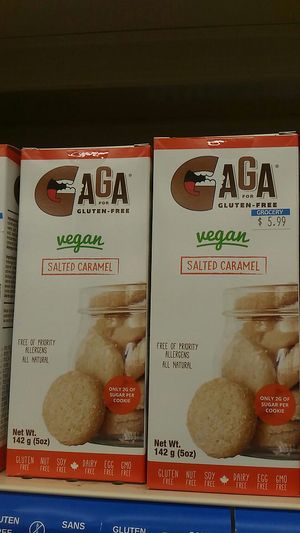 GAGA
FOR
GLUTEN-FREE
vegan
SALTED CARAMEL
FREE OF PRIORITY
ALLERGENS
ALL NATURAL
ONLY 2G OF
SUGAR PER
COOKIE
Net Wt.
142 g (5oz)
GLUTEN FREE NUT FREE SOY FREE DAIRY FREE EGG FREE GMO FREE
GAGA
FOR
GLUTEN-FREE
GROCERY
$ 5.99
vegan
SALTED CARAMEL
FREE OF PRIORITY
ALLERGENS
ALL NATURAL
ONLY 2G OF
SUGAR PER
COOKIE
Net Wt.
142 g (5oz)
GLUTEN FREE NUT FREE SOY FREE DAIRY FREE EGG FREE GMO FREE
UTEN
FREE
SANS
GLUTEN